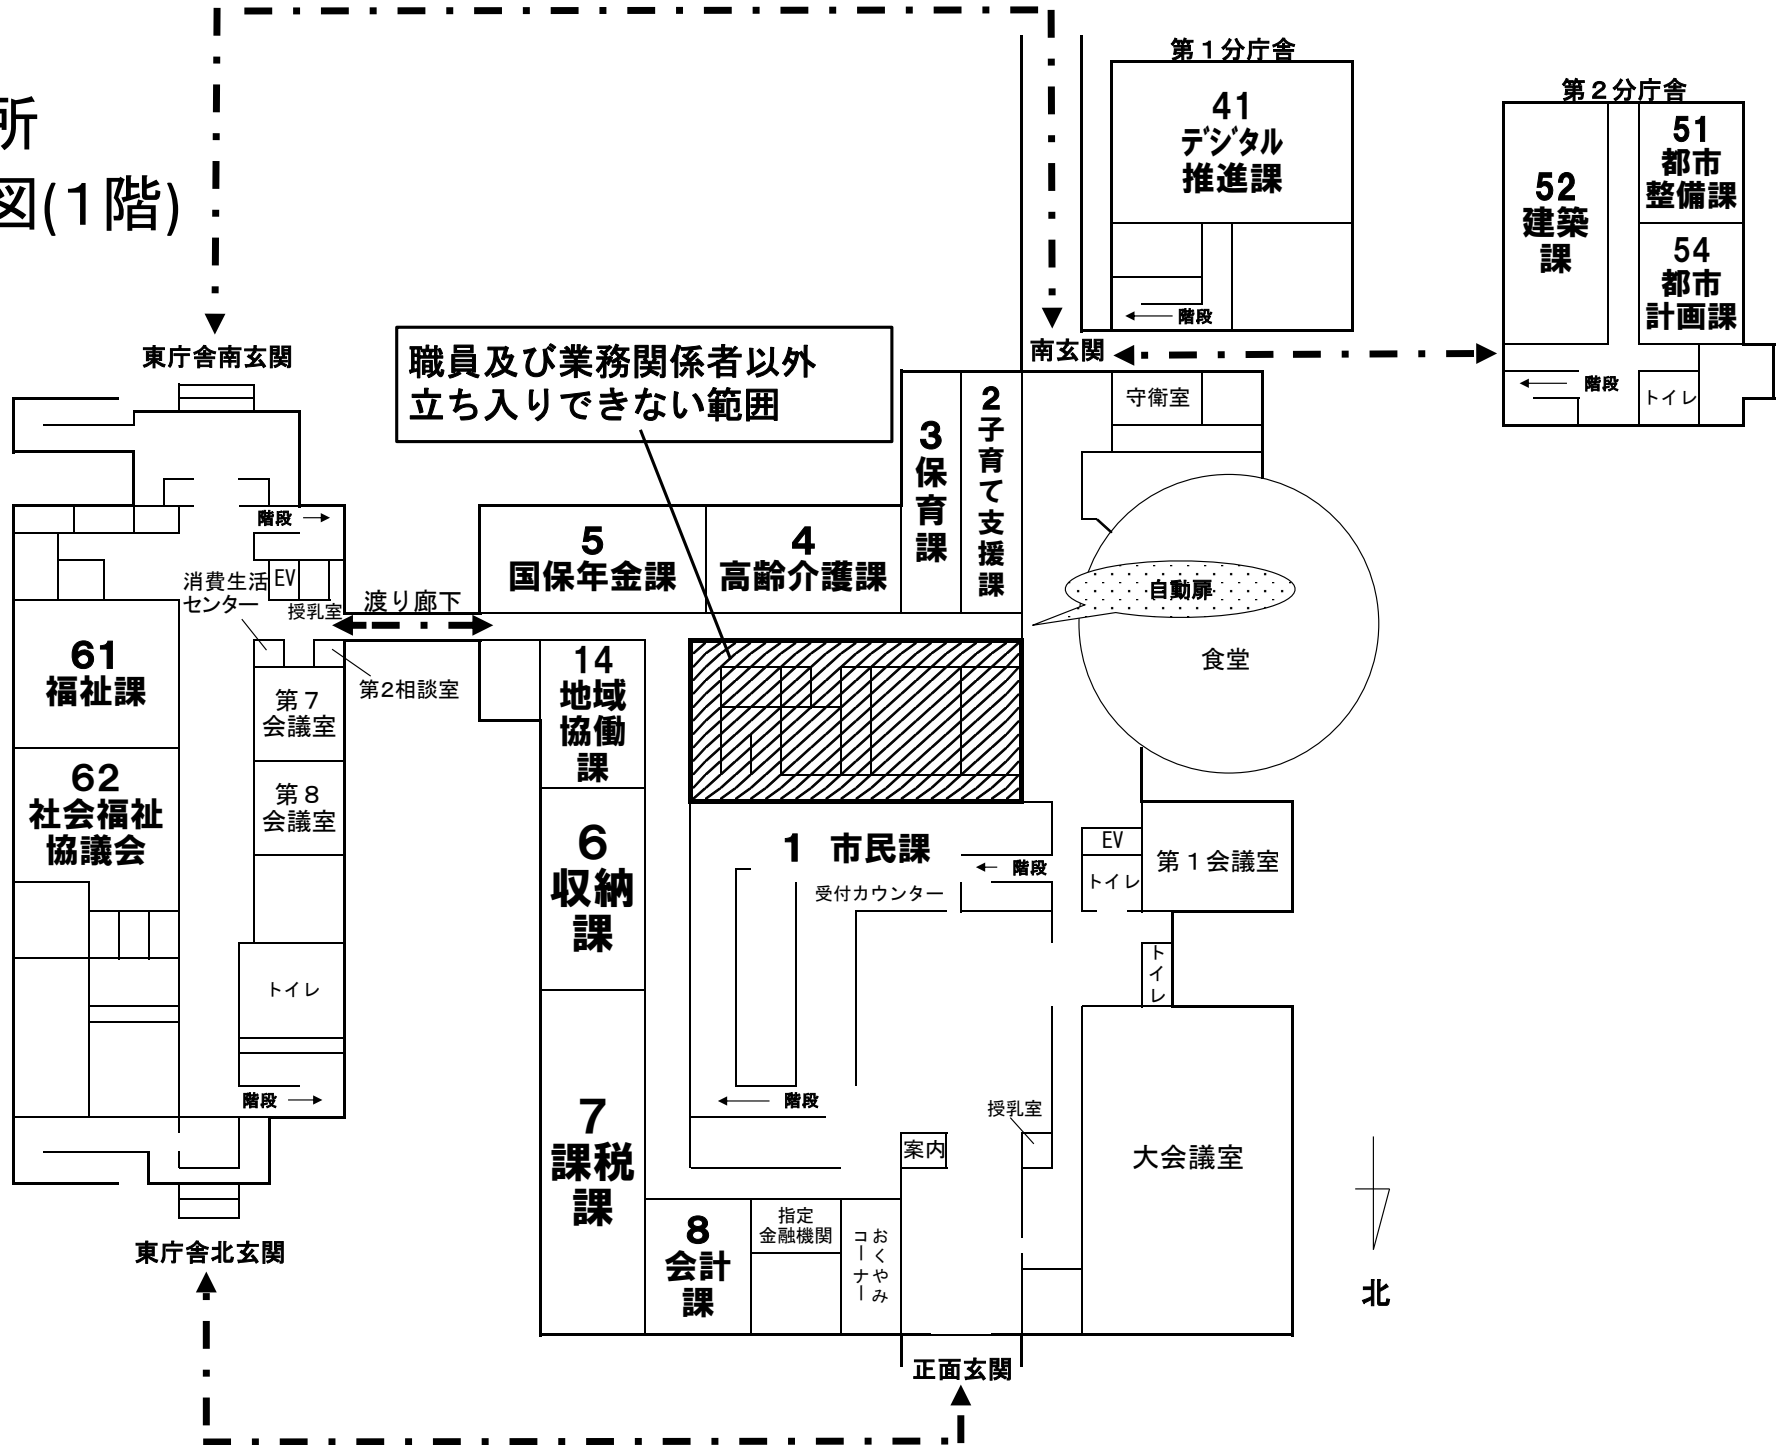 所
図(1階)
第1分庁舎
41
デジタル
推進課
階段
第2分庁舎
51
都市
整備課
52
建築
課
54
都市
計画課
階段
トイレ
東庁舎南玄関
南玄関
職員及び業務関係者以外
立ち入りできない範囲
守衛室
3
保育課
2
子育て支援課
階段
5
国保年金課
4
高齢介護課
消費生活
センター
EV
授乳室
渡り廊下
自動扉
食堂
61
福祉課
第2相談室
第7
会議室
14
地域
協働
課
62
社会福祉
協議会
第8
会議室
6
収納
課
1 市民課
階段
受付カウンター
EV
トイレ
第1会議室
トイレ
トイレ
階段
7
課税
課
階段
授乳室
案内
大会議室
8
会計
課
指定
金融機関
おくやみ
コーナー
東庁舎北玄関
北
正面玄関